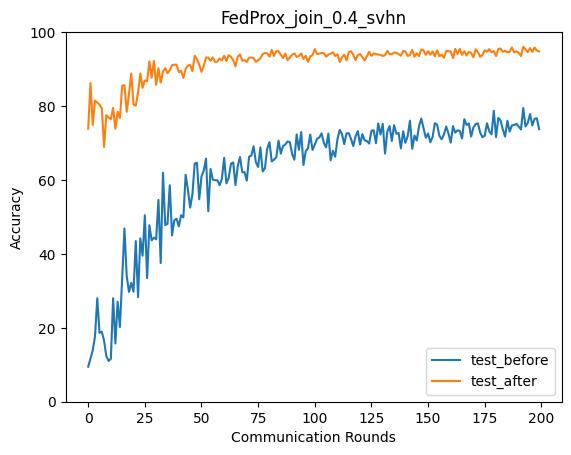 FedProx_join_0.4_svhn
100
80
60
40
20
0
Accuracy
0 25 50 75 100 125 150 175 200
Communication Rounds
test_before
test_after